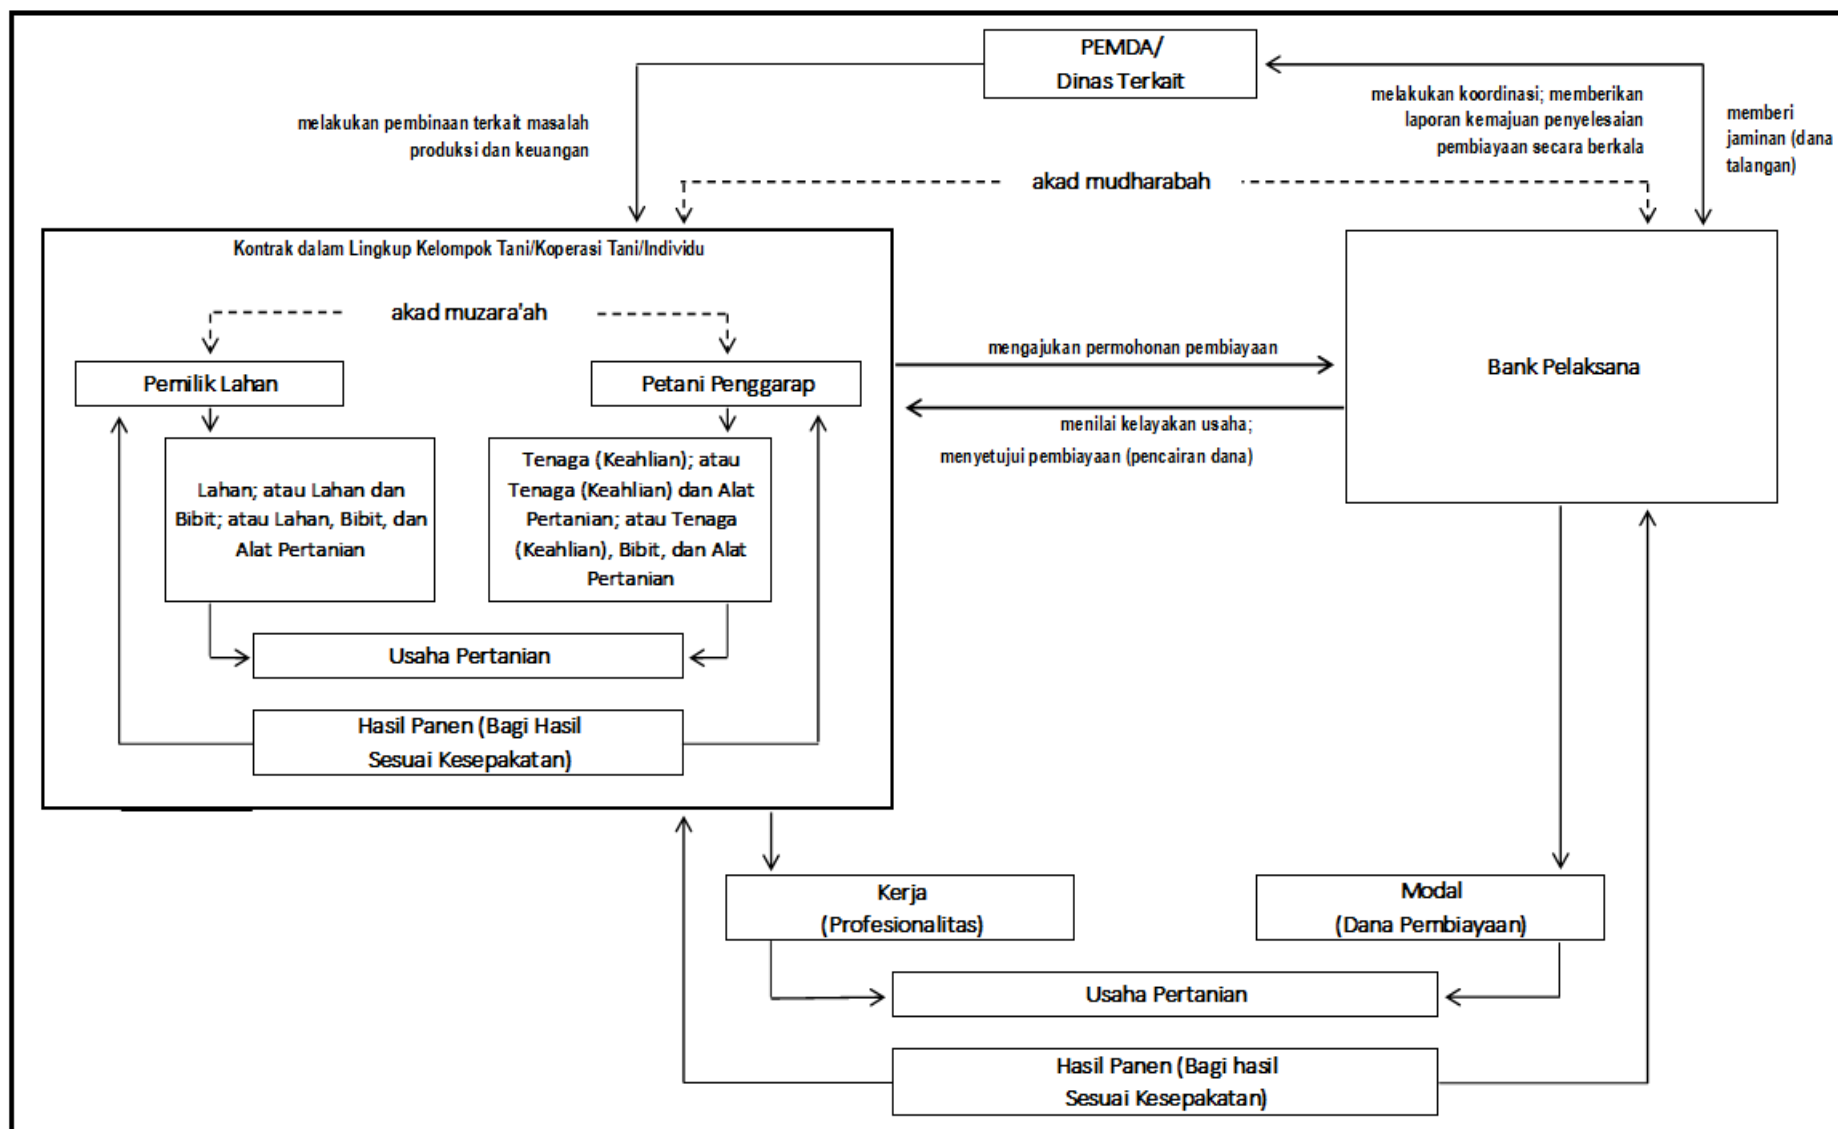 PEMDA/
Dinas Terkait
melakukan pembinaan terkait masalah
produksi dan keuangan
melakukan koordinasi; memberikan
laporan kemajuan penyelesaian
pembiayaan secara berkala
memberi
jaminan (dana
talangan)
akad mudharabah
Kontrak dalam Lingkup Kelompok Tani/Koperasi Tani/Individu
akad muzara'ah
Pemilik Lahan
Petani Penggarap
Lahan; atau Lahan dan
Bibit; atau Lahan, Bibit, dan
Alat Pertanian
Tenaga (Keahlian); atau
Tenaga (Keahlian) dan Alat
Pertanian; atau Tenaga
(Keahlian), Bibit, dan Alat
Pertanian
Usaha Pertanian
Hasil Panen (Bagi Hasil
Sesuai Kesepakatan)
mengajukan permohonan pembiayaan
menilai kelayakan usaha;
menyetujui pembiayaan (pencairan dana)
Bank Pelaksana
Kerja
(Profesionalitas)
Modal
(Dana Pembiayaan)
Usaha Pertanian
Hasil Panen (Bagi hasil
Sesuai Kesepakatan)